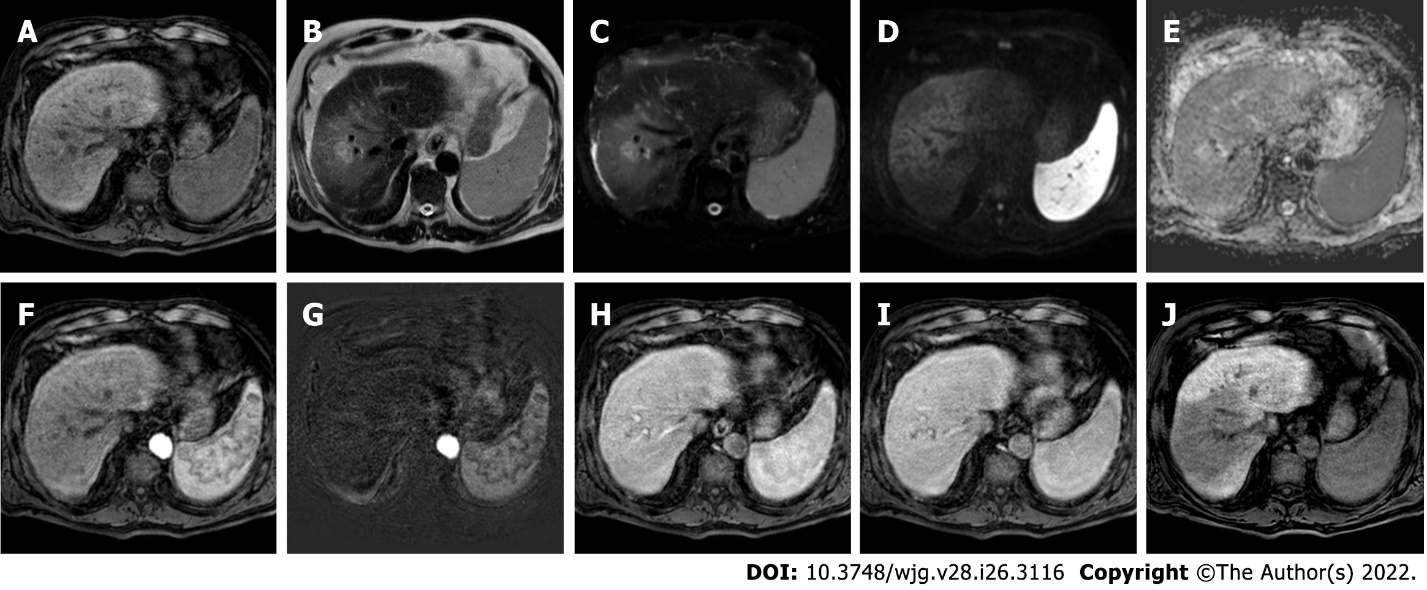 A B C D E
F G H I J
DOI: 10.3748/wjg.v28.i26.3116 Copyright ©The Author(s) 2022.